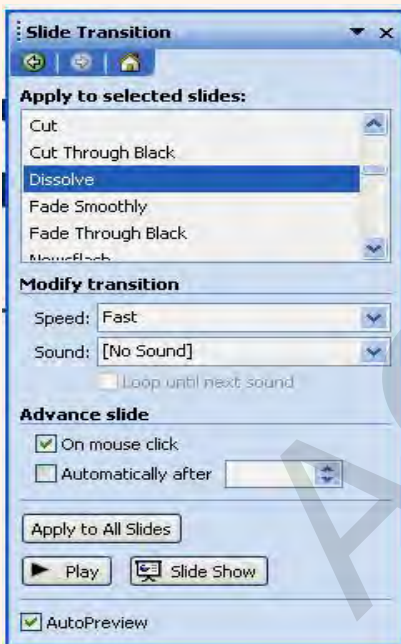 Slide Transition
Apply to selected slides:
Cut
Cut Through Black
Dissolve
Fade Smoothly
Fade Through Black
Newsflash
Modify transition
Speed: Fast
Sound: [No Sound]
Loop until next sound
Advance slide
On mouse click
Automatically after
Apply to All Slides
Play Slide Show
AutoPreview